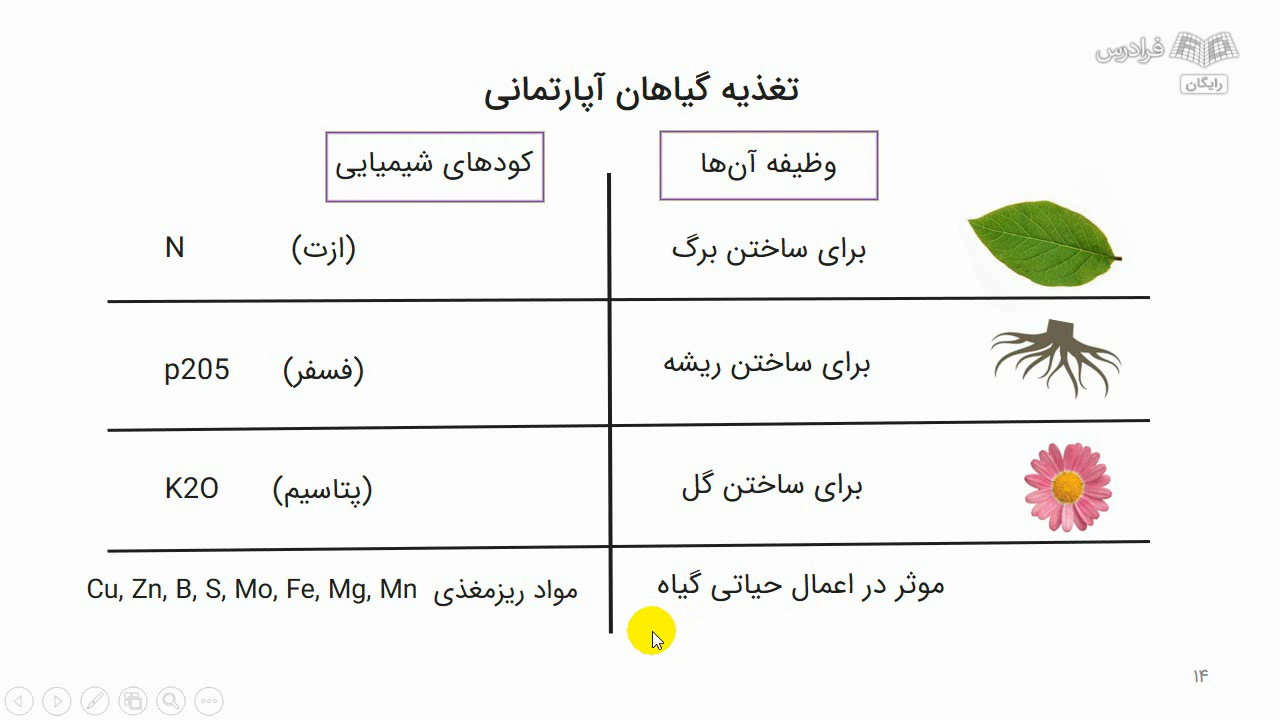 فرادرس
رایگان
تغذیه گیاهان آپارتمانی
وظیفه آن‌ها
کودهای شیمیایی
برای ساختن برگ
(ازت) N
برای ساختن ریشه
(فسفر) p205
برای ساختن گل
(پتاسیم) K2O
موثر در اعمال حیاتی گیاه
مواد ریزمغذی Cu, Zn, B, S, Mo, Fe, Mg, Mn
۱۴